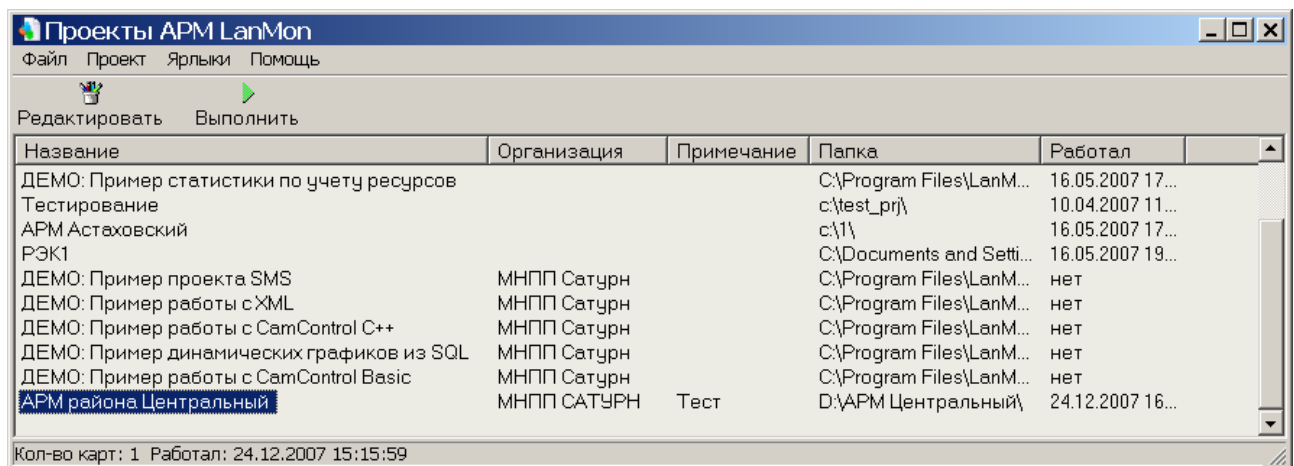 Проекты АРМ LanMon
Файл Проект Ярлыки Помощь
Редактировать Выполнить
Название Организация Примечание Папка Работал
ДЕМО: Пример статистики по учету ресурсов C:\Program Files\LanM... 16.05.2007 17...
Тестирование c:\test_prj\ 10.04.2007 11...
АРМ Астаховский c:\1\ 16.05.2007 17...
РЭК1 C:\Documents and Setti... 16.05.2007 19...
ДЕМО: Пример проекта SMS МНПП Сатурн C:\Program Files\LanM... нет
ДЕМО: Пример работы с XML МНПП Сатурн C:\Program Files\LanM... нет
ДЕМО: Пример работы с CamControl C++ МНПП Сатурн C:\Program Files\LanM... нет
ДЕМО: Пример динамических графиков из SQL МНПП Сатурн C:\Program Files\LanM... нет
ДЕМО: Пример работы с CamControl Basic МНПП Сатурн C:\Program Files\LanM... нет
АРМ района Центральный МНПП САТУРН Тест D:\АРМ Центральный\ 24.12.2007 16...
Кол-во карт: 1 Работал: 24.12.2007 15:15:59